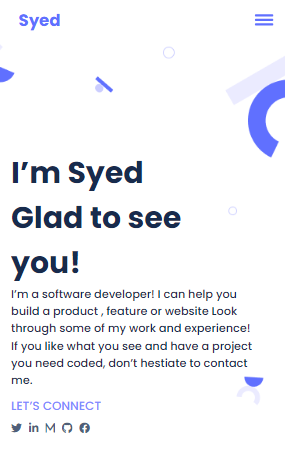 Syed
I'm Syed
Glad to see
you!
I'm a software developer! I can help you
build a product , feature or website Look
through some of my work and experience!
If you like what you see and have a project
you need coded, don't hestiate to contact
me.
LET'S CONNECT